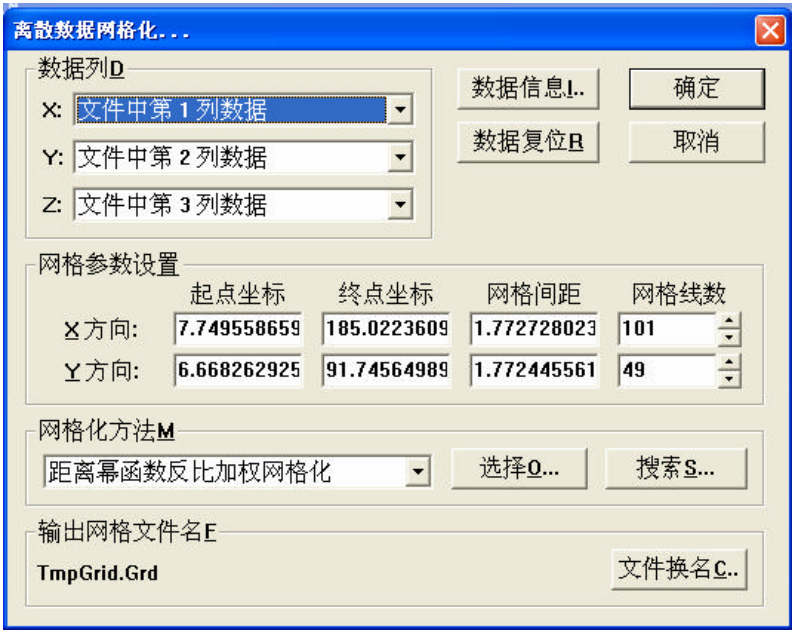 离散数据网格化...
数据列D
X: 文件中第 1 列数据
Y: 文件中第 2 列数据
Z: 文件中第 3 列数据
数据信息I..
确定
数据复位R
取消
网格参数设置
起点坐标 终点坐标 网格间距 网格线数
X方向: 7.749558659 185.0223609 1.772728023 101
Y方向: 6.668262925 91.74564989 1.772445561 49
网格化方法M
距离幂函数反比加权网格化 选择O... 搜索S...
输出网格文件名F
TmpGrid.Grd 文件换名C..